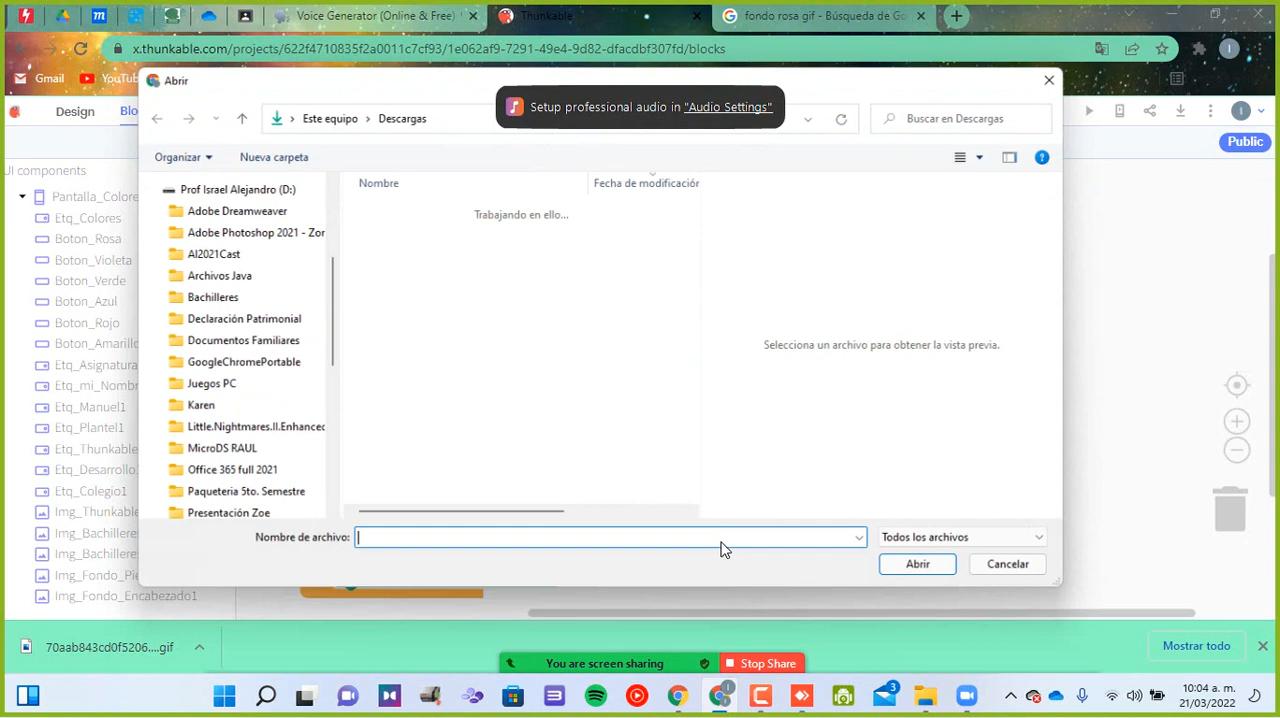 Voice Generator (Online & Free)
Thunkable
fondo rosa gif - Búsqueda de Go
x.thunkable.com/projects/622f4710835f2a0011c7cf93/1e062af9-7291-49e4-9d82-dfacdbf307fd/blocks
Gmail
YouTub
Abrir
Setup professional audio in "Audio Settings"
Design
Blo
Este equipo > Descargas
Buscar en Descargas
Public
Organizar
Nueva carpeta
UI components
Pantalla_Colore
Etq_Colores
Boton_Rosa
Boton_Violeta
Boton_Verde
Boton_Azul
Boton_Rojo
Boton_Amarillo
Etq_Asignatura
Etq_mi_Nomb
Etq_Manuel1
Etq_Plantel1
Etq_Thunkable
Etq_Desarrollo
Etq_Colegio1
Img_Thunkable
Img_Bachillere
Img_Bachillere
Img_Fondo_Pie
Img_Fondo_Encabezado1
Prof Israel Alejandro (D:)
Adobe Dreamweaver
Adobe Photoshop 2021 - Zor
AI2021Cast
Archivos Java
Bachilleres
Declaración Patrimonial
Documentos Familiares
GoogleChromePortable
Juegos PC
Karen
Little.Nightmares.II.Enhanced
MicroDS RAUL
Office 365 full 2021
Paqueteria 5to. Semestre
Presentación Zoe
Nombre
Fecha de modificación
Trabajando en ello...
Selecciona un archivo para obtener la vista previa.
Nombre de archivo:
Todos los archivos
Abrir
Cancelar
70aab843cd0f5206....gif
Mostrar todo
You are screen sharing
Stop Share
3
10:04 a. m.
21/03/2022